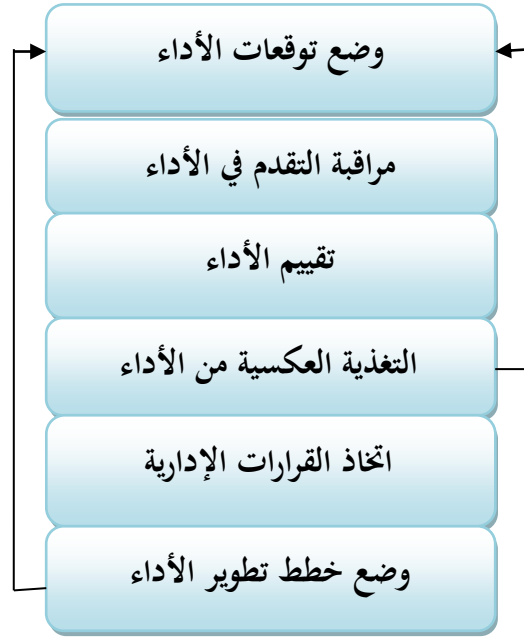 وضع توقعات الأداء
مراقبة التقدم في الأداء
تقييم الأداء
التغذية العكسية من الأداء
اتخاذ القرارات الإدارية
وضع خطط تطوير الأداء